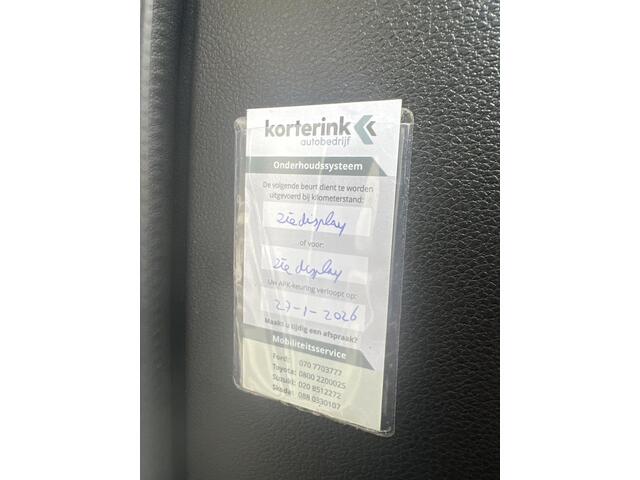 korterink
autobedrijf
Onderhoudssysteem
De volgende beurt dient te worden
uitgevoerd bij kilometerstand:
zie display
of voor:
zie display
Uw APK-keuring verloopt op:
27-1-2026
Maakt u tijdig een afspraak?
Mobiliteitsservice
Ford: 070 7703777
Toyota: 0800 2200025
Suzuki: 020 8512272
Skoda: 088 0330107